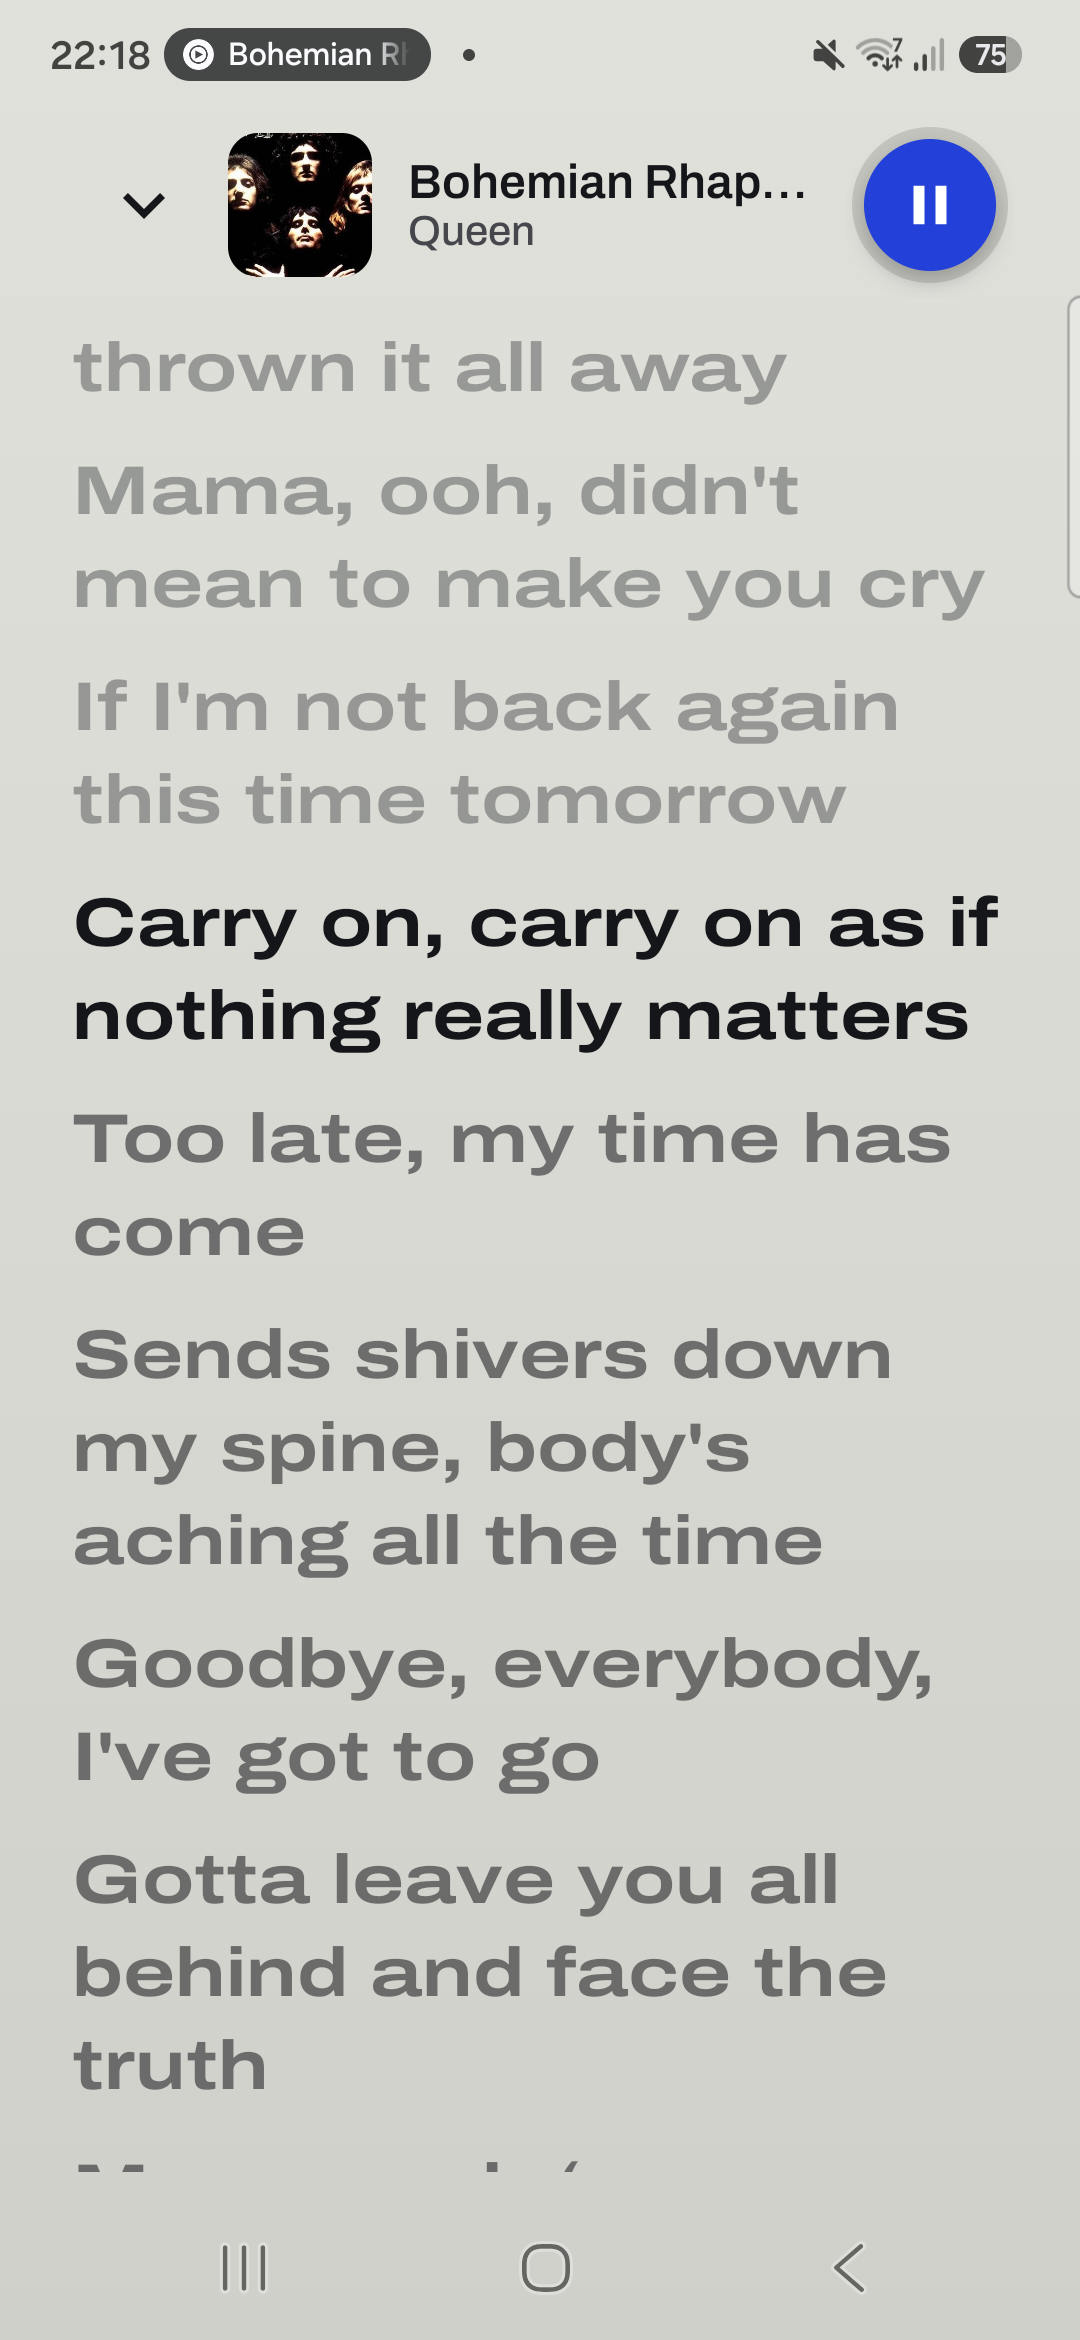 22:18 Bohemian
75
Bohemian Rhap...
Queen
thrown it all away
Mama, ooh, didn't
mean to make you cry
If I'm not back again
this time tomorrow
Carry on, carry on as if
nothing really matters
Too late, my time has
come
Sends shivers down
my spine, body's
aching all the time
Goodbye, everybody,
I've got to go
Gotta leave you all
behind and face the
truth